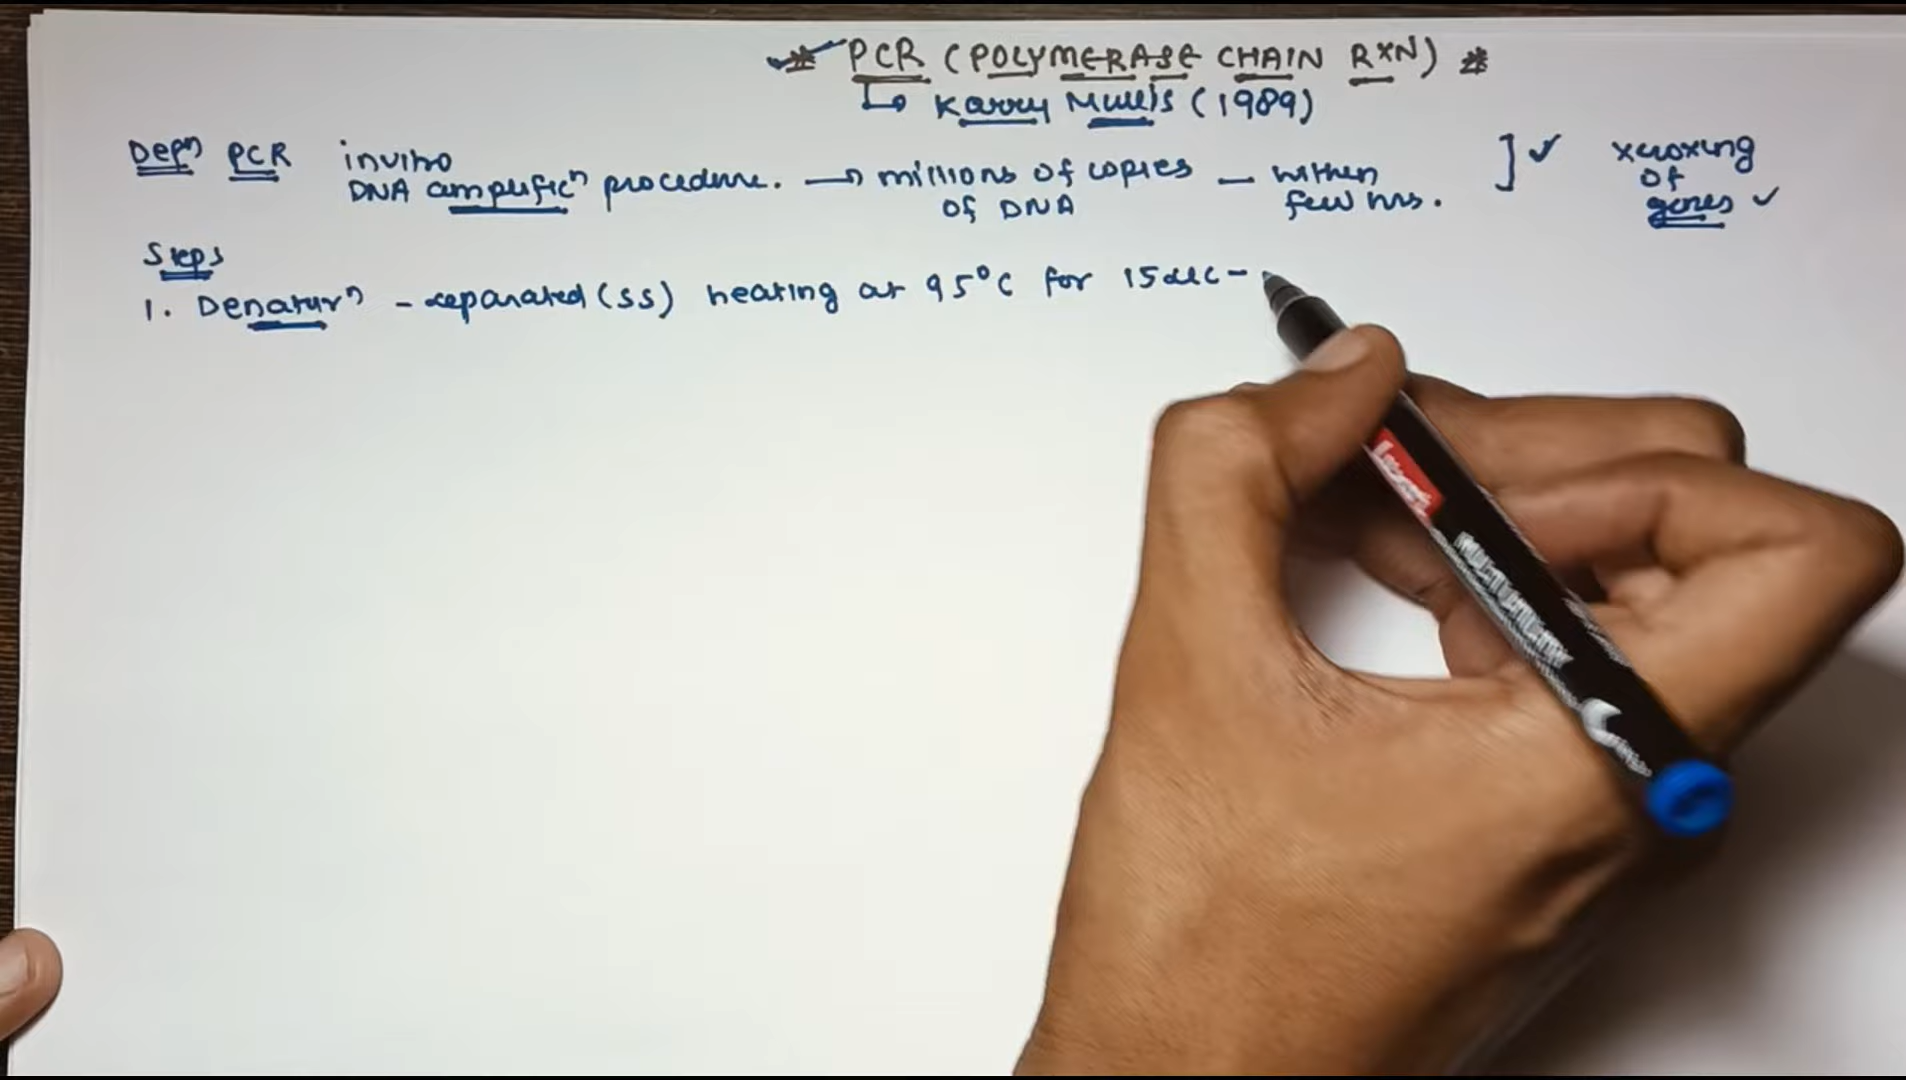 * PCR (POLYMERASE CHAIN RXN) *
↳ Karry Mullis (1989)
Defⁿ PCR invitro
DNA amplificⁿ procedure. → millions of copies of DNA — within few hrs. ] ✓
xeroxing of genes ✓
Steps
1. Denaturⁿ - separated (SS) heating at 95°C for 15sec -